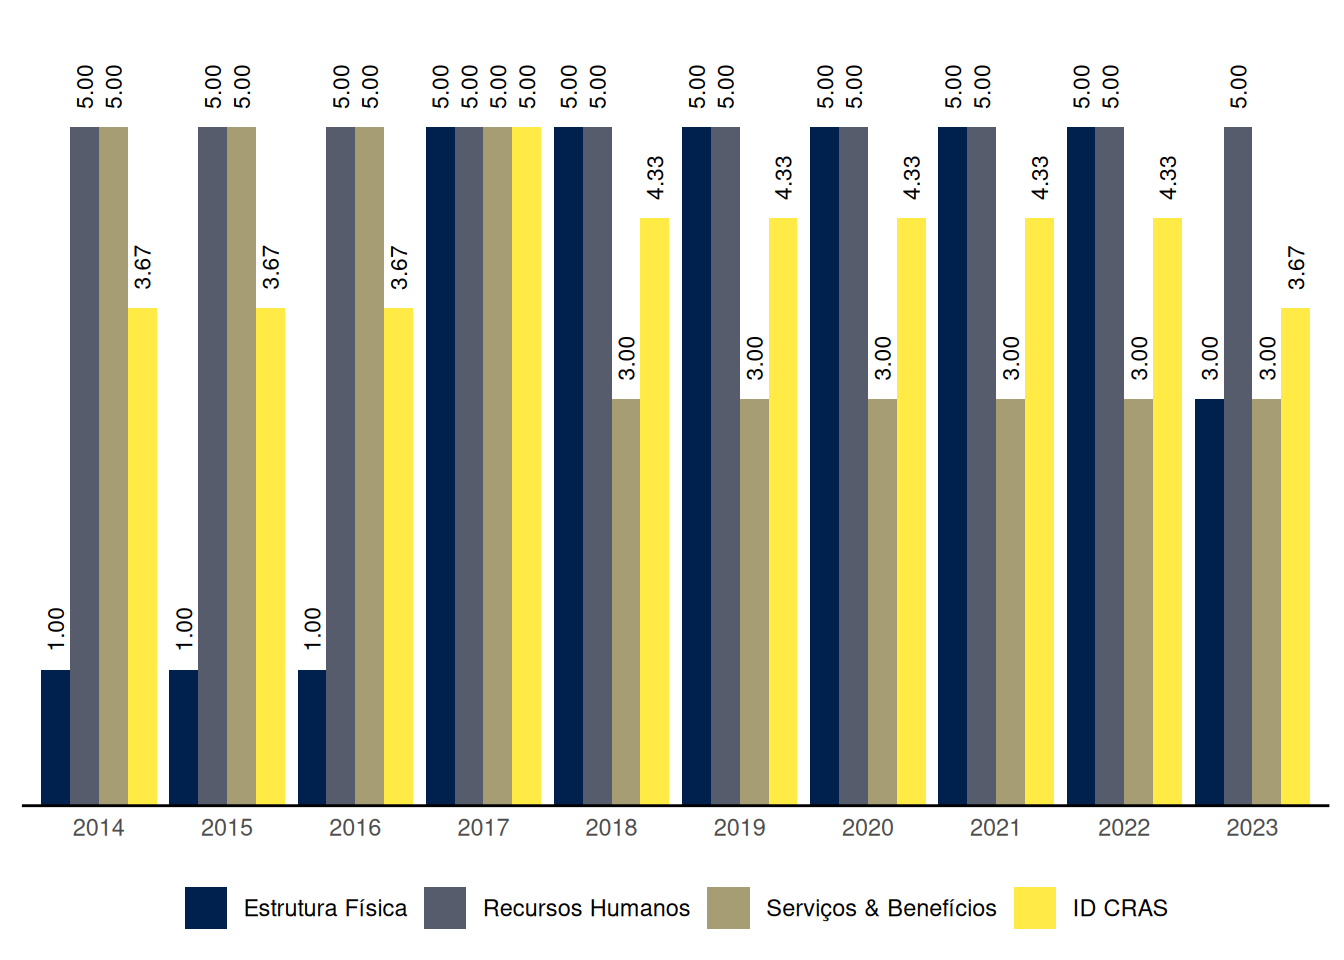 5.00 5.00 5.00 5.00 5.00 5.00 5.00 5.00 5.00 5.00 5.00 5.00 5.00 5.00 5.00 5.00 5.00 5.00 5.00 5.00 5.00
4.33 4.33 4.33 4.33 4.33
3.67 3.67 3.67 3.67
3.00 3.00 3.00 3.00 3.00 3.00 3.00
1.00 1.00 1.00
2014 2015 2016 2017 2018 2019 2020 2021 2022 2023
Estrutura Física Recursos Humanos Serviços & Benefícios ID CRAS